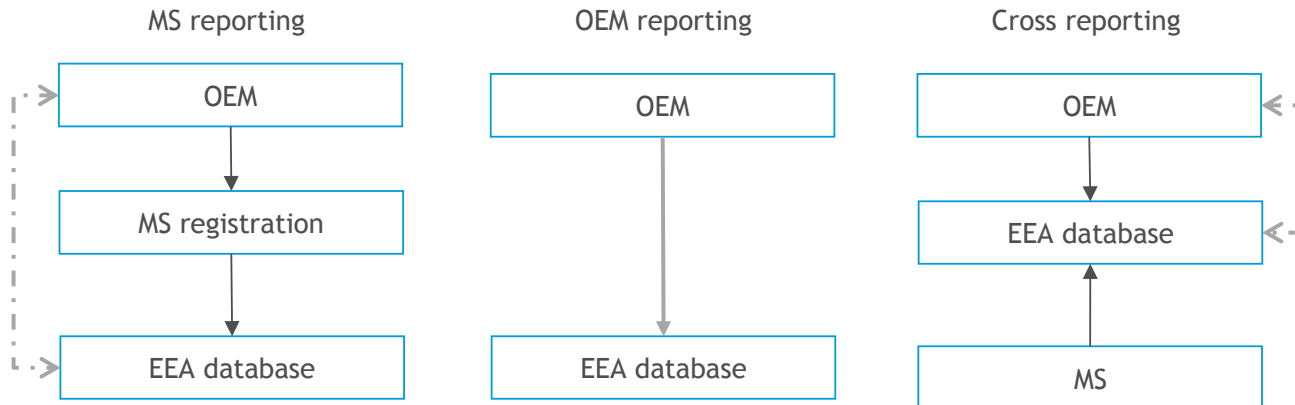 MS reporting
OEM
MS registration
EEA database
OEM reporting
OEM
EEA database
Cross reporting
OEM
EEA database
MS